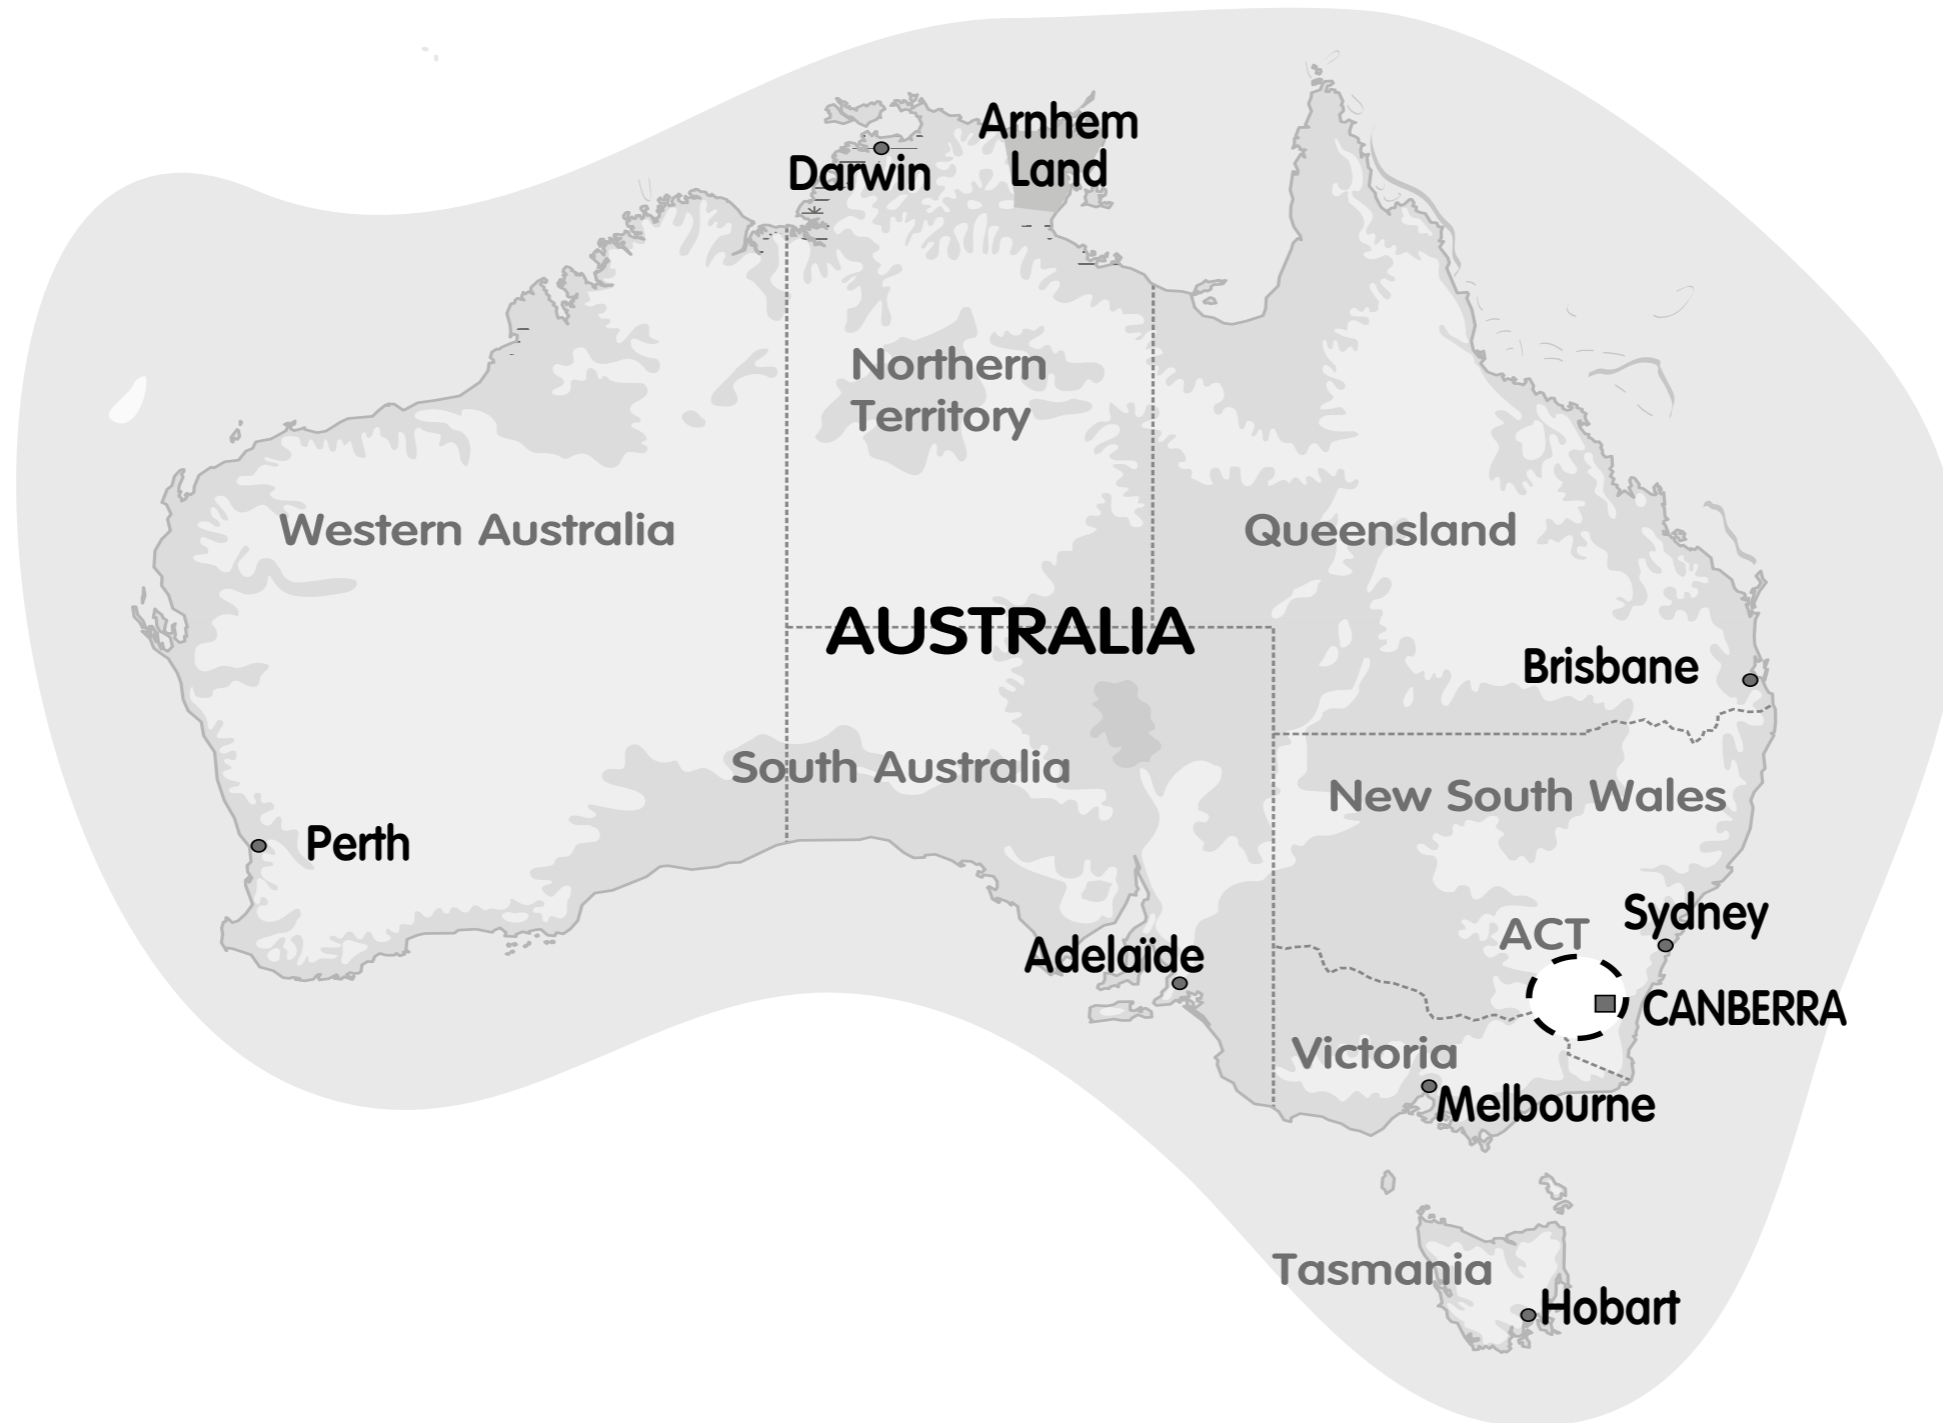 Arnhem
Land
Darwin
Northern
Territory
Western Australia
Queensland
AUSTRALIA
Brisbane
South Australia
New South Wales
Perth
Sydney
ACT
Adelaïde
CANBERRA
Victoria
Melbourne
Tasmania
Hobart